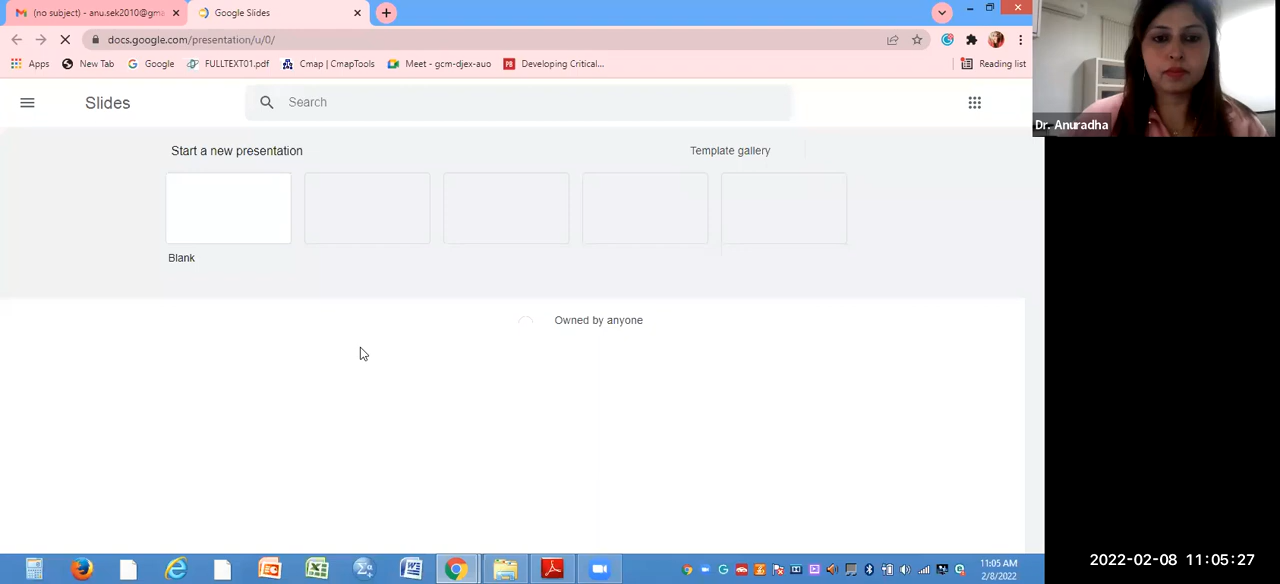 (no subject) - anu.sek2010@gma
Google Slides
docs.google.com/presentation/u/0/
Apps
New Tab
Google
FULLTEXT01.pdf
Cmap | CmapTools
Meet - gcm-djex-auo
Developing Critical...
Reading list
Slides
Search
Start a new presentation
Template gallery
Blank
Owned by anyone
Dr. Anuradha
11:05 AM
2/8/2022
2022-02-08 11:05:27